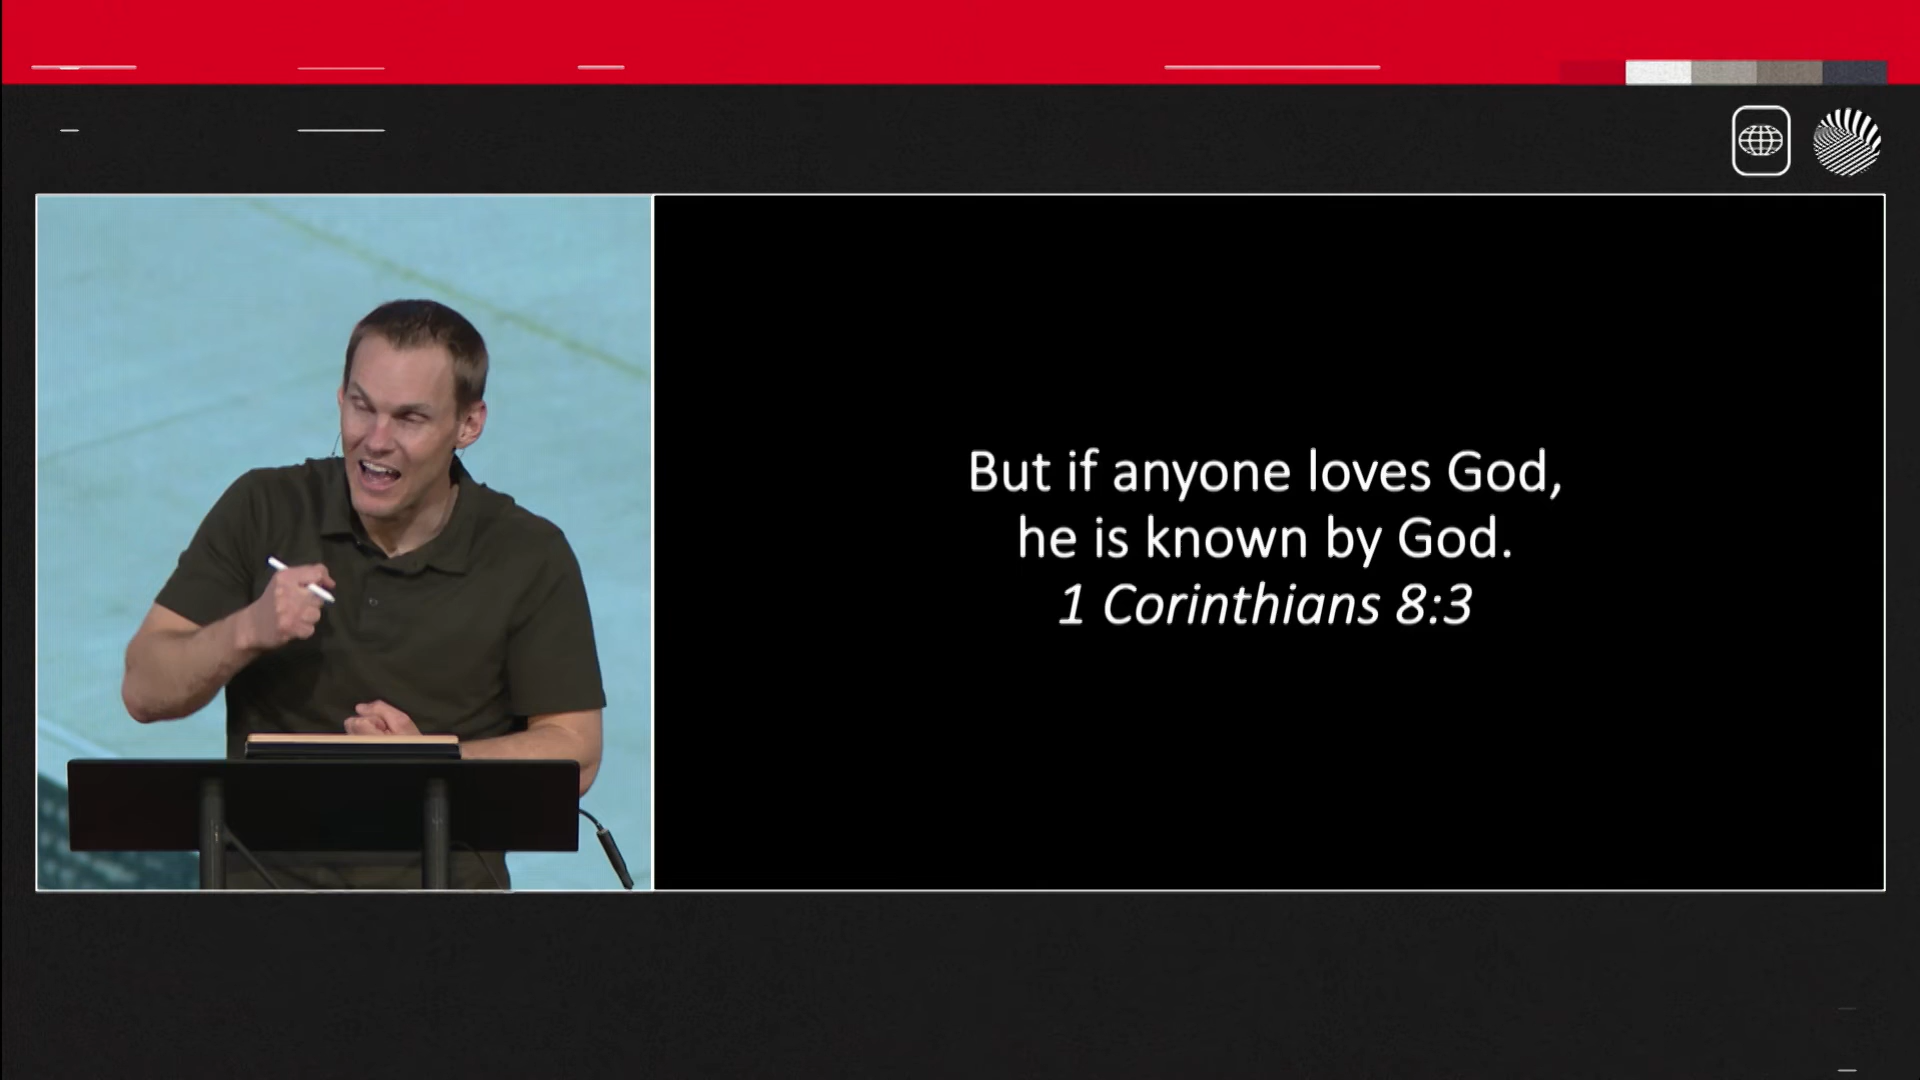 But if anyone loves God,
he is known by God.
1 Corinthians 8:3